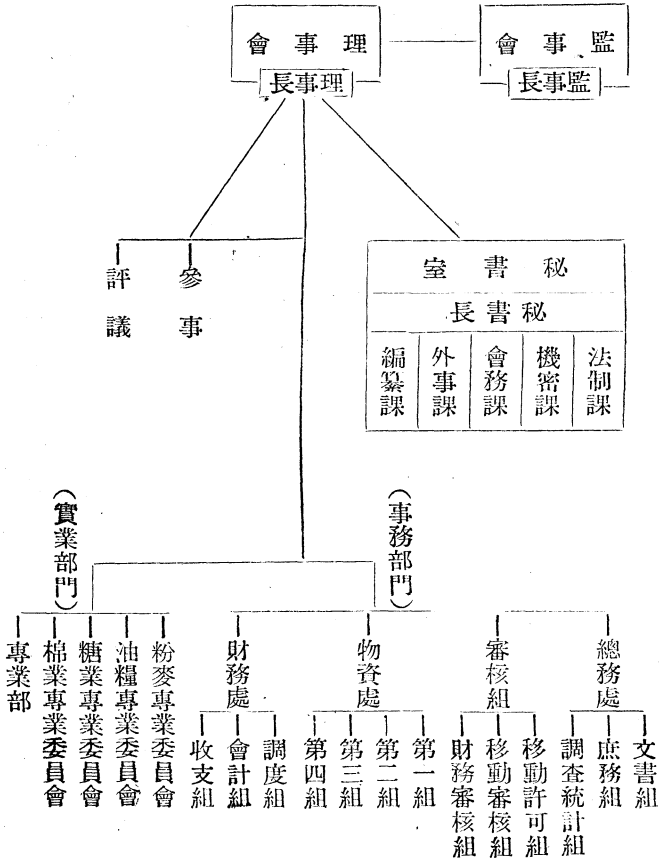 監事會
監事長
理事會
理事長
秘書室
秘書長
法制課
機密課
會務課
外事課
編纂課
參事
評議
(事務部門)
總務處
文書組
庶務組
調查統計組
審核組
移動許可組
移動審核組
財務審核組
物資處
第一組
第二組
第三組
第四組
財務處
調度組
會計組
收支組
(實業部門)
粉麥專業委員會
油糧專業委員會
糖業專業委員會
棉業專業委員會
專業部